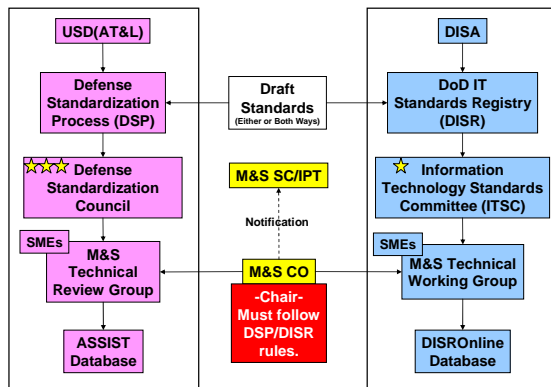 USD(AT&L)
Defense
Standardization
Process (DSP)
Defense
Standardization
Council
SMEs
M&S
Technical
Review Group
ASSIST
Database
Draft
Standards
(Either or Both Ways)
M&S SC/IPT
Notification
M&S CO
-Chair-
Must follow
DSP/DISR
rules.
DISA
DoD IT
Standards Registry
(DISR)
Information
Technology Standards
Committee (ITSC)
SMEs
M&S Technical
Working Group
DISROnline
Database